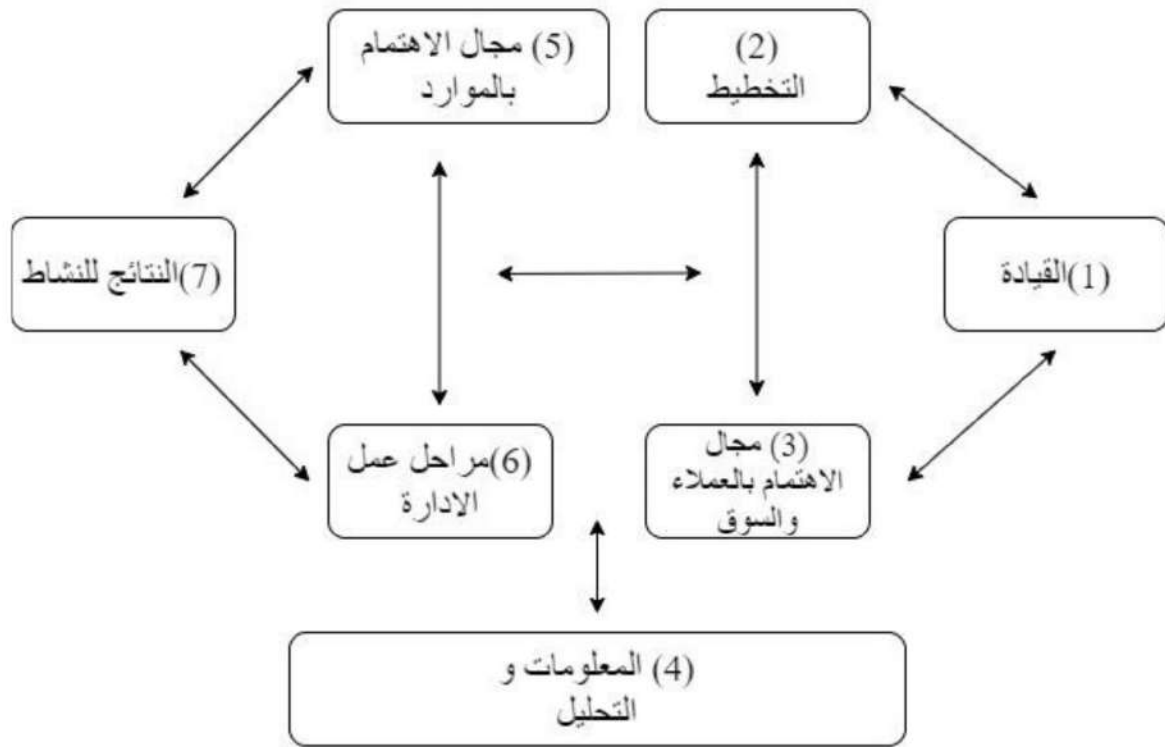 (2)
التخطيط
(5) مجال الاهتمام
بالموارد
(1)القيادة
(7)النتائج للنشاط
(3) مجال
الاهتمام بالعملاء
والسوق
(6)مراحل عمل
الادارة
(4) المعلومات و
التحليل